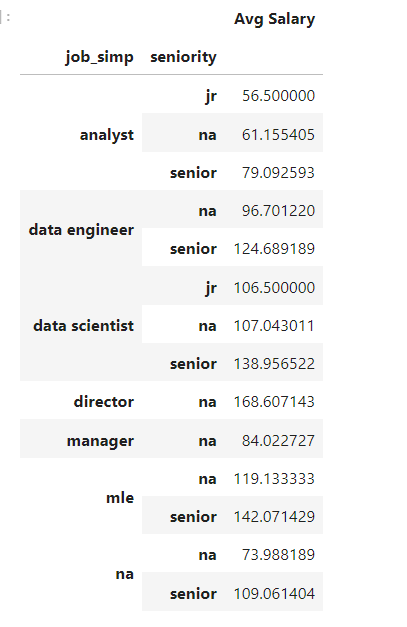 ]:
Avg Salary
job_simp seniority
analyst jr 56.500000
na 61.155405
senior 79.092593
data engineer na 96.701220
senior 124.689189
data scientist jr 106.500000
na 107.043011
senior 138.956522
director na 168.607143
manager na 84.022727
mle na 119.133333
senior 142.071429
na na 73.988189
senior 109.061404